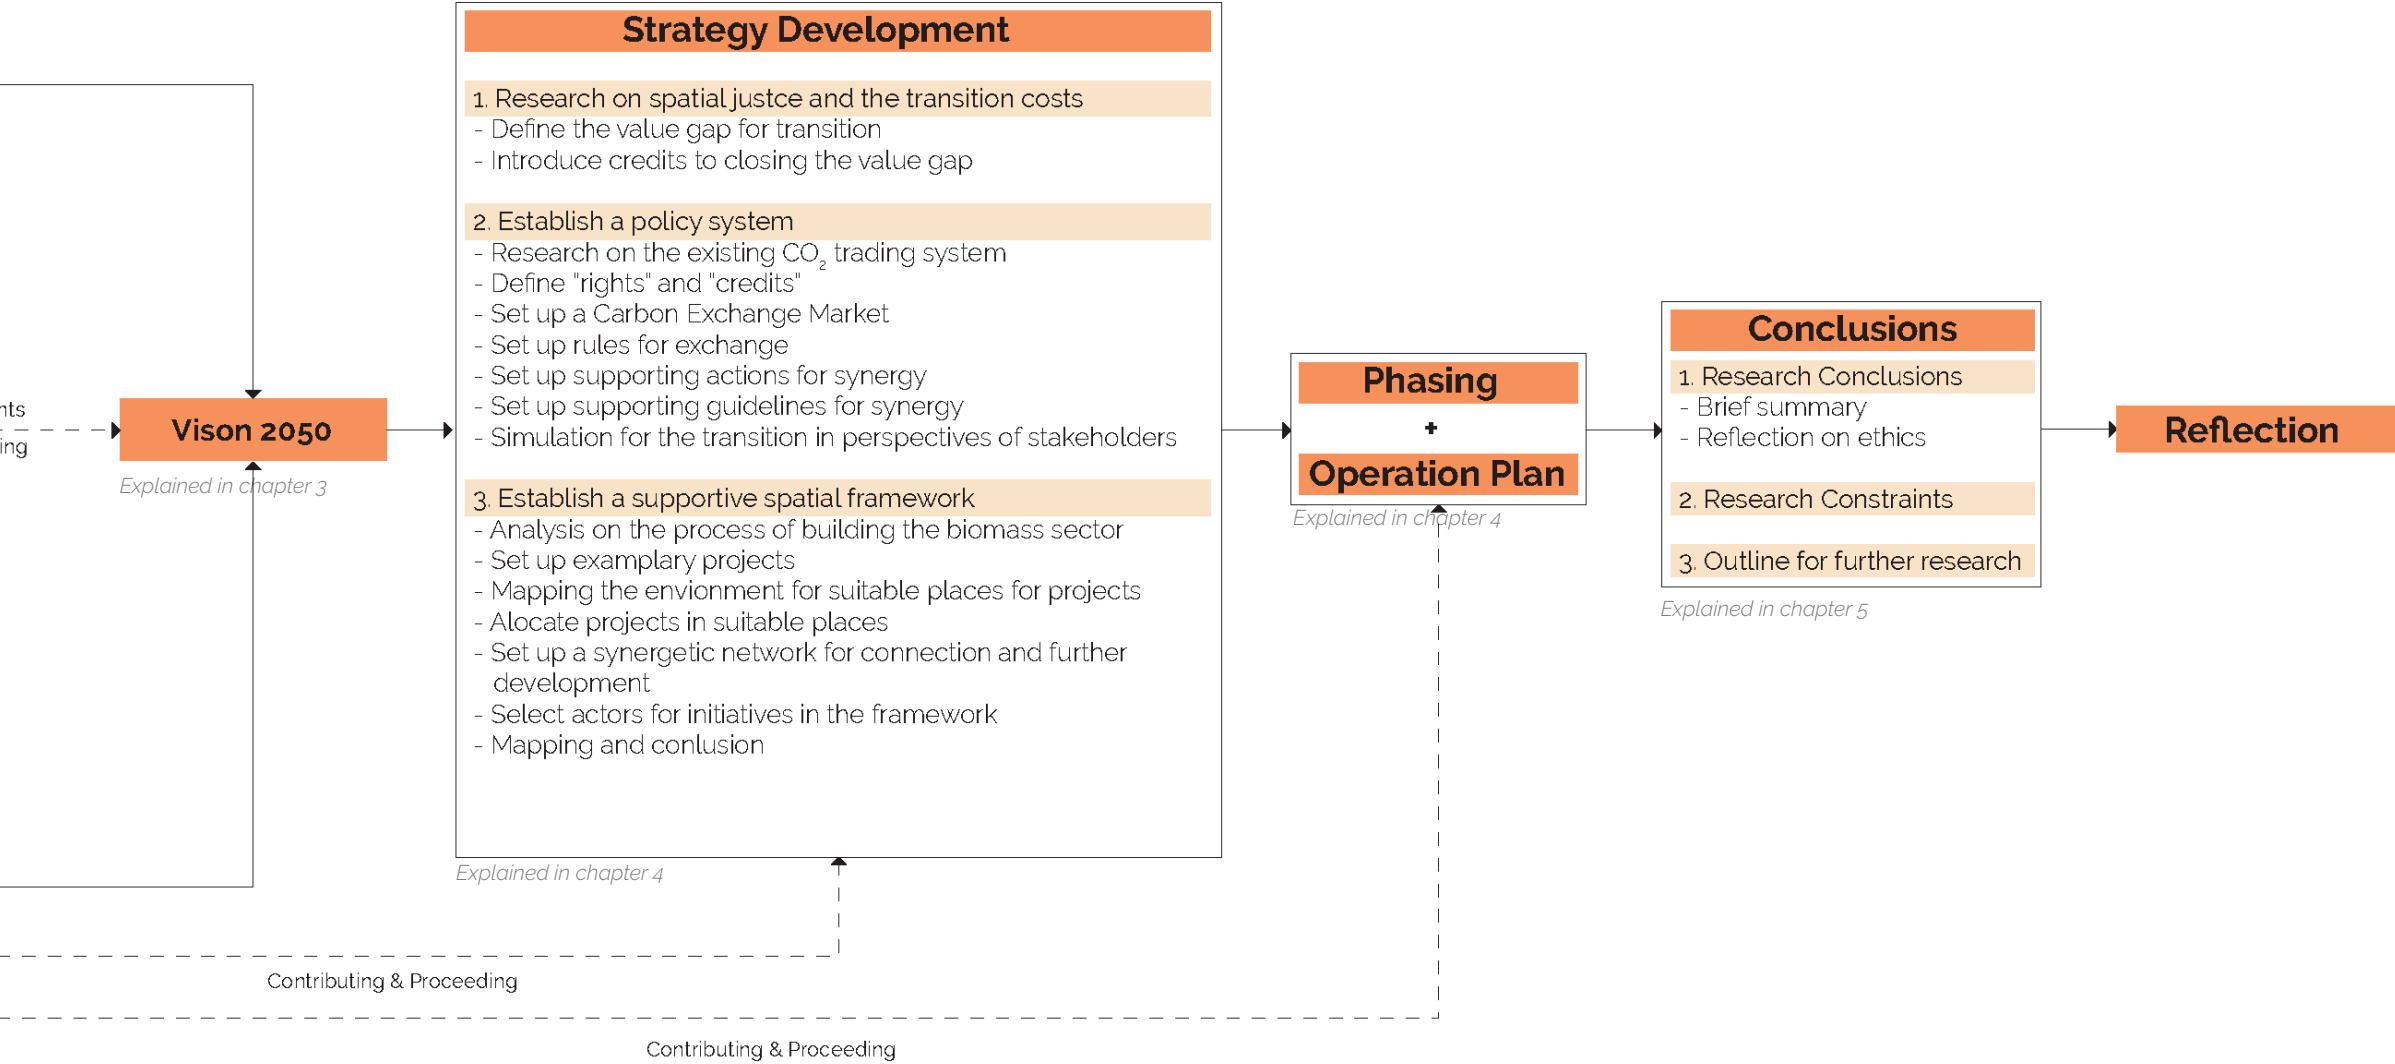 nts
ing
Vison 2050
Explained in chapter 3
Strategy Development
1. Research on spatial justce and the transition costs
- Define the value gap for transition
- Introduce credits to closing the value gap
2. Establish a policy system
- Research on the existing CO₂ trading system
- Define "rights" and "credits"
- Set up a Carbon Exchange Market
- Set up rules for exchange
- Set up supporting actions for synergy
- Set up supporting guidelines for synergy
- Simulation for the transition in perspectives of stakeholders
3. Establish a supportive spatial framework
- Analysis on the process of building the biomass sector
- Set up examplary projects
- Mapping the envionment for suitable places for projects
- Alocate projects in suitable places
- Set up a synergetic network for connection and further
development
- Select actors for initiatives in the framework
- Mapping and conlusion
Explained in chapter 4
Phasing
+
Operation Plan
Explained in chapter 4
Conclusions
1. Research Conclusions
- Brief summary
- Reflection on ethics
2. Research Constraints
3. Outline for further research
Explained in chapter 5
Reflection
Contributing & Proceeding
Contributing & Proceeding